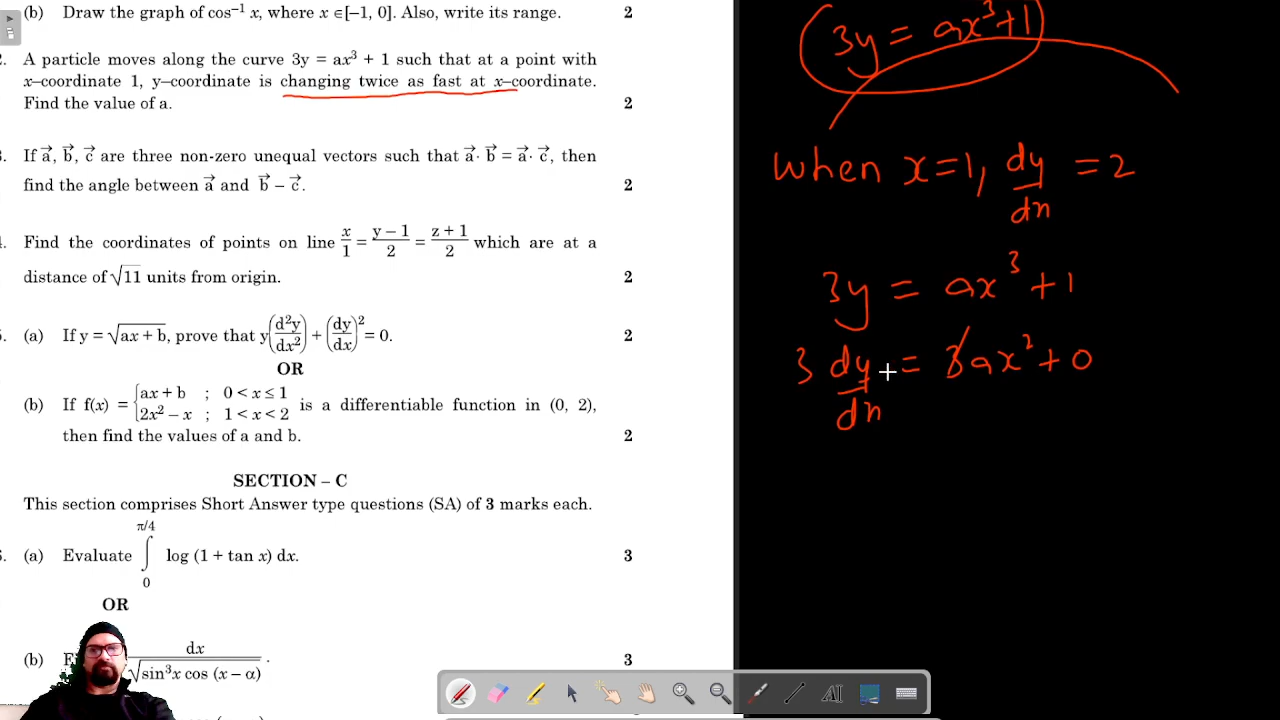 (b) Draw the graph of cos⁻¹ x, where x ∈[−1, 0]. Also, write its range. 2
2. A particle moves along the curve 3y = ax³ + 1 such that at a point with
x–coordinate 1, y–coordinate is changing twice as fast at x–coordinate.
Find the value of a. 2
If a⃗, b⃗, c⃗ are three non-zero unequal vectors such that a⃗· b⃗ = a⃗· c⃗, then
find the angle between a⃗ and b⃗ – c⃗. 2
Find the coordinates of points on line x/1 = (y – 1)/2 = (z + 1)/2 which are at a
distance of √11 units from origin. 2
(a) If y = √(ax + b), prove that y(d²y/dx²) + (dy/dx)² = 0. 2
OR
(b) If f(x) = { ax + b ; 0 < x ≤ 1
2x² – x ; 1 < x < 2 is a differentiable function in (0, 2),
then find the values of a and b. 2
SECTION – C
This section comprises Short Answer type questions (SA) of 3 marks each.
(a) Evaluate ∫₀^(π/4) log (1 + tan x) dx. 3
OR
(b) dx/√(sin³x cos (x – α)) . 3
3y = ax³+1
When x=1, dy/dx = 2
3y = ax³ + 1
3 dy/dx = 3ax² + 0
AI